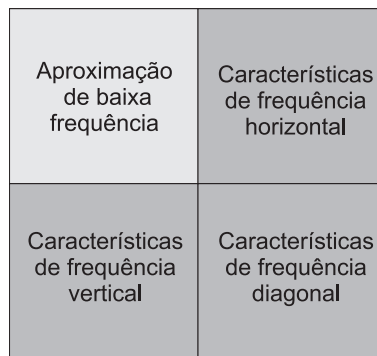 Aproximação
de baixa
frequência
Características
de frequência
horizontal
Características
de frequência
vertical
Características
de frequência
diagonal